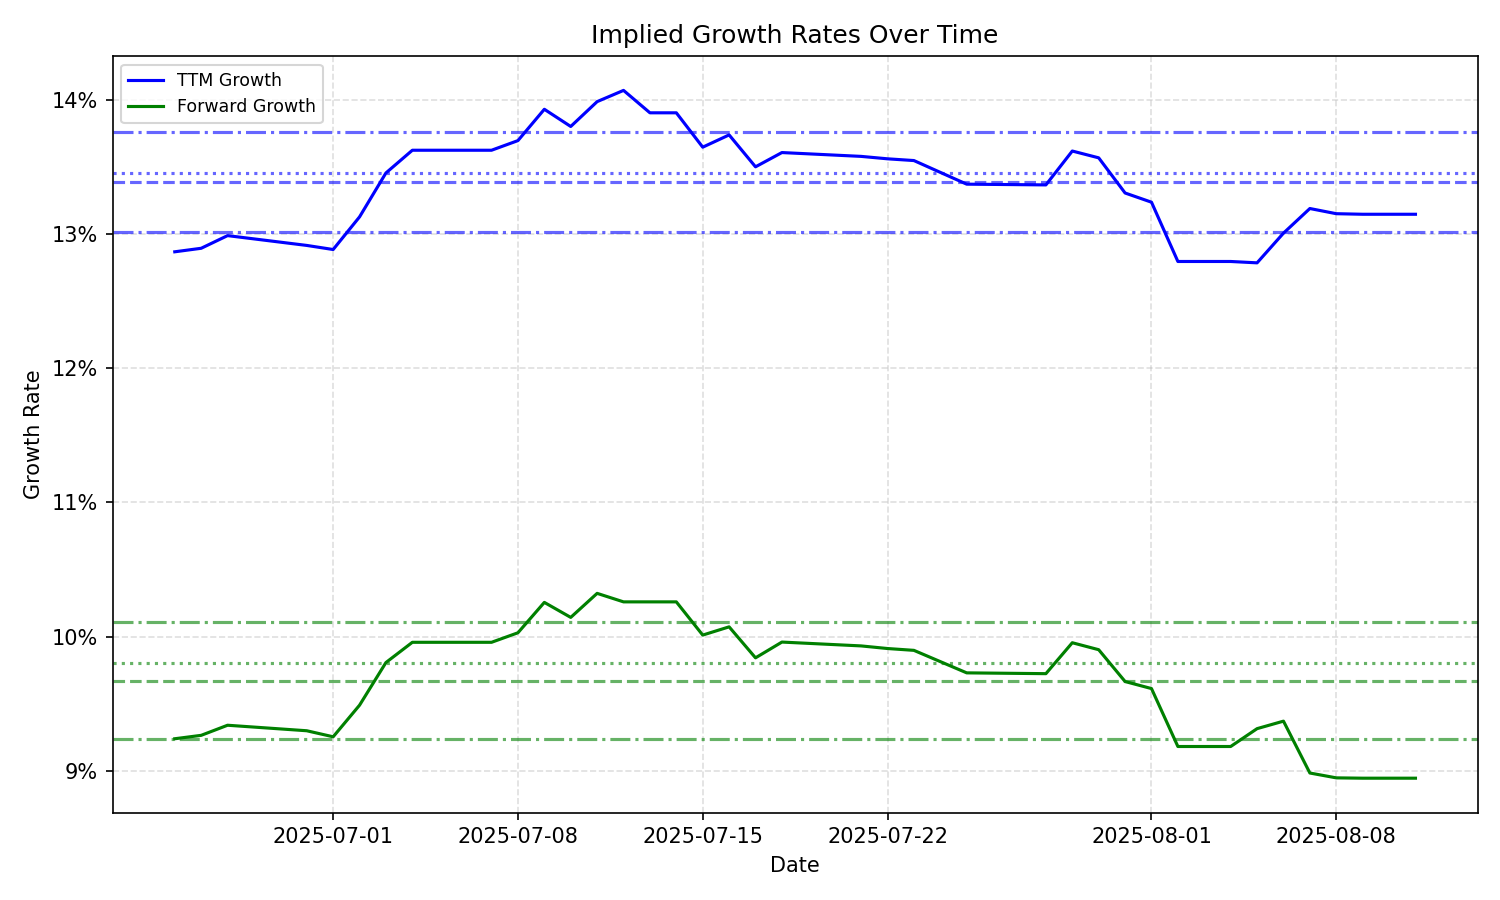 Implied Growth Rates Over Time
TTM Growth
Forward Growth
14%
13%
12%
11%
10%
9%
Growth Rate
2025-07-01
2025-07-08
2025-07-15
2025-07-22
2025-08-01
2025-08-08
Date